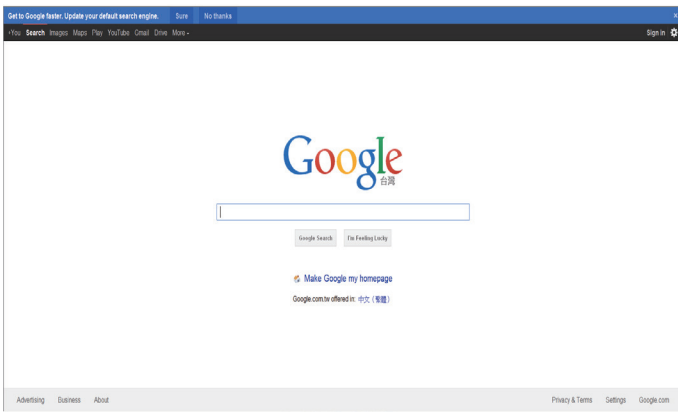 Get to Google faster. Update your default search engine. Sure No thanks x
+You Search Images Maps Play YouTube Gmail Drive More Sign in
Google
台灣
Google Search I'm Feeling Lucky
Make Google my homepage
Google.com.tw offered in: 中文 (繁體)
Advertising Business About Privacy & Terms Settings Google.com